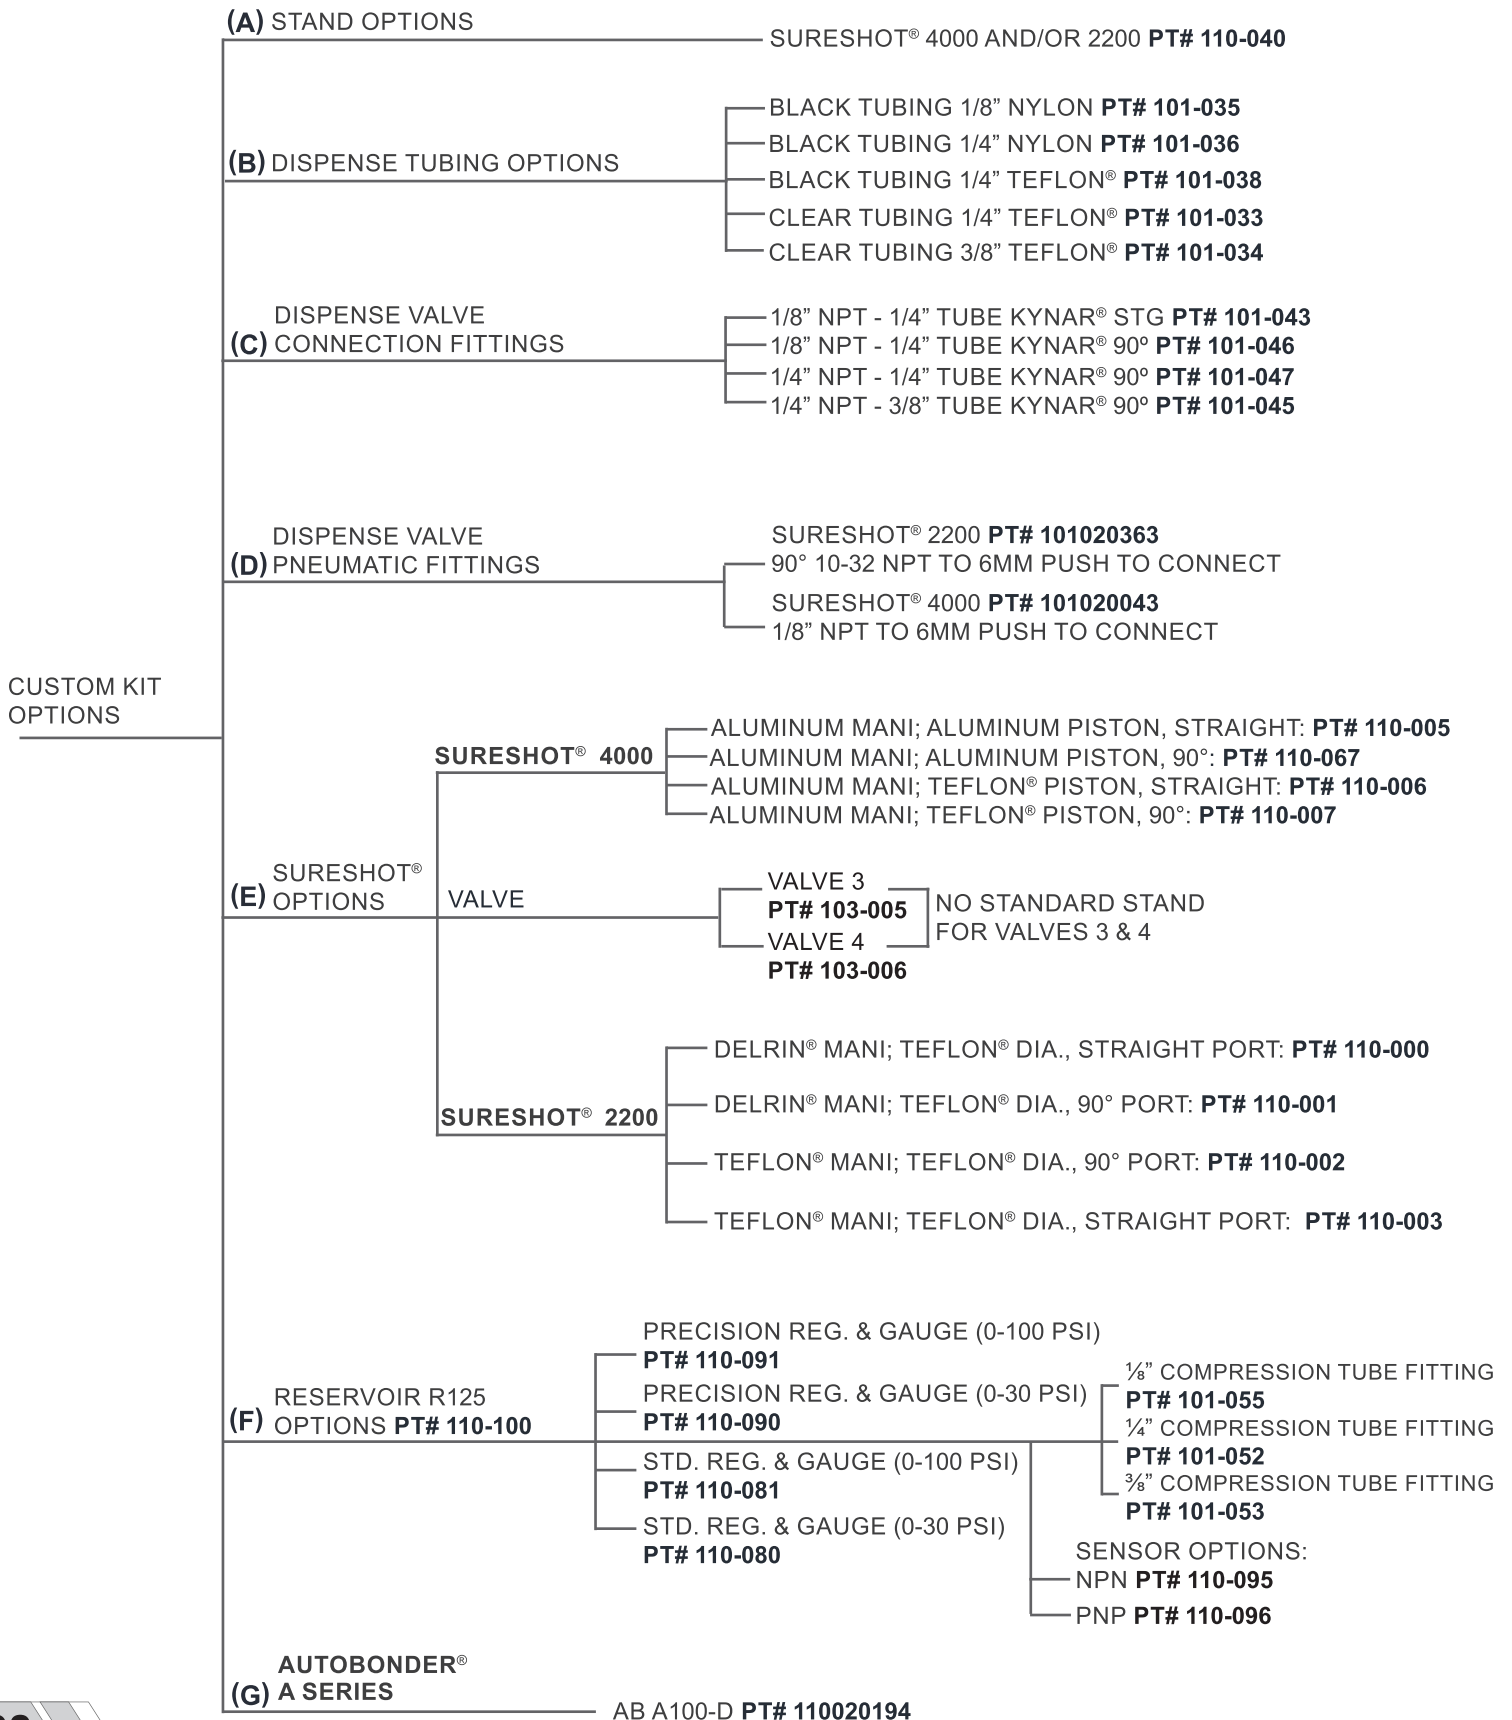 (A) STAND OPTIONS
SURESHOT® 4000 AND/OR 2200 PT# 110-040
(B) DISPENSE TUBING OPTIONS
BLACK TUBING 1/8” NYLON PT# 101-035
BLACK TUBING 1/4” NYLON PT# 101-036
BLACK TUBING 1/4” TEFLON® PT# 101-038
CLEAR TUBING 1/4” TEFLON® PT# 101-033
CLEAR TUBING 3/8” TEFLON® PT# 101-034
DISPENSE VALVE
(C) CONNECTION FITTINGS
1/8” NPT - 1/4” TUBE KYNAR® STG PT# 101-043
1/8” NPT - 1/4” TUBE KYNAR® 90º PT# 101-046
1/4” NPT - 1/4” TUBE KYNAR® 90º PT# 101-047
1/4” NPT - 3/8” TUBE KYNAR® 90º PT# 101-045
DISPENSE VALVE
(D) PNEUMATIC FITTINGS
SURESHOT® 2200 PT# 101020363
90° 10-32 NPT TO 6MM PUSH TO CONNECT
SURESHOT® 4000 PT# 101020043
1/8” NPT TO 6MM PUSH TO CONNECT
CUSTOM KIT
OPTIONS
SURESHOT®
(E) OPTIONS
SURESHOT® 4000
ALUMINUM MANI; ALUMINUM PISTON, STRAIGHT: PT# 110-005
ALUMINUM MANI; ALUMINUM PISTON, 90°: PT# 110-067
ALUMINUM MANI; TEFLON® PISTON, STRAIGHT: PT# 110-006
ALUMINUM MANI; TEFLON® PISTON, 90°: PT# 110-007
VALVE
VALVE 3
PT# 103-005
VALVE 4
PT# 103-006
NO STANDARD STAND
FOR VALVES 3 & 4
SURESHOT® 2200
DELRIN® MANI; TEFLON® DIA., STRAIGHT PORT: PT# 110-000
DELRIN® MANI; TEFLON® DIA., 90° PORT: PT# 110-001
TEFLON® MANI; TEFLON® DIA., 90° PORT: PT# 110-002
TEFLON® MANI; TEFLON® DIA., STRAIGHT PORT: PT# 110-003
RESERVOIR R125
(F) OPTIONS PT# 110-100
PRECISION REG. & GAUGE (0-100 PSI)
PT# 110-091
PRECISION REG. & GAUGE (0-30 PSI)
PT# 110-090
STD. REG. & GAUGE (0-100 PSI)
PT# 110-081
STD. REG. & GAUGE (0-30 PSI)
PT# 110-080
⅛” COMPRESSION TUBE FITTING
PT# 101-055
¼” COMPRESSION TUBE FITTING
PT# 101-052
⅜” COMPRESSION TUBE FITTING
PT# 101-053
SENSOR OPTIONS:
NPN PT# 110-095
PNP PT# 110-096
AUTOBONDER®
(G) A SERIES
AB A100-D PT# 110020194